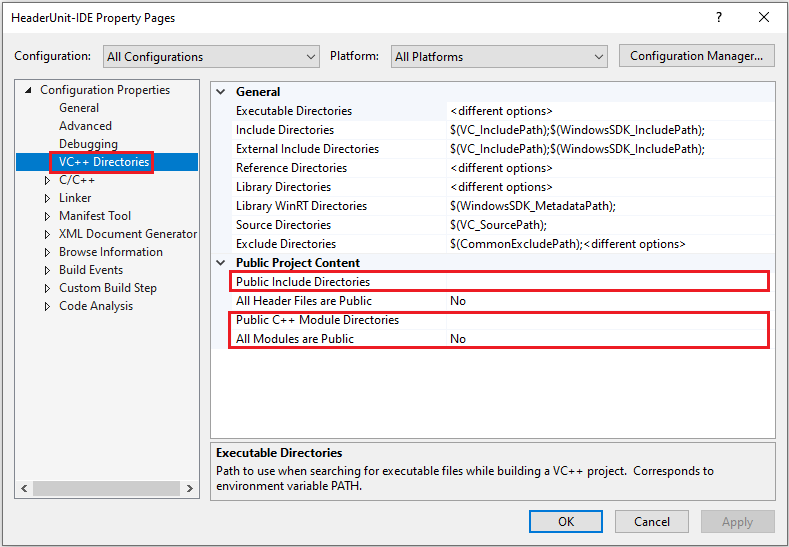 HeaderUnit-IDE Property Pages ? ×
Configuration: All Configurations Platform: All Platforms Configuration Manager...
Configuration Properties
General
Advanced
Debugging
VC++ Directories
C/C++
Linker
Manifest Tool
XML Document Generator
Browse Information
Build Events
Custom Build Step
Code Analysis
General
Executable Directories <different options>
Include Directories $(VC_IncludePath);$(WindowsSDK_IncludePath);
External Include Directories $(VC_IncludePath);$(WindowsSDK_IncludePath);
Reference Directories <different options>
Library Directories <different options>
Library WinRT Directories $(WindowsSDK_MetadataPath);
Source Directories $(VC_SourcePath);
Exclude Directories $(CommonExcludePath);<different options>
Public Project Content
Public Include Directories
All Header Files are Public No
Public C++ Module Directories
All Modules are Public No
Executable Directories
Path to use when searching for executable files while building a VC++ project.  Corresponds to
environment variable PATH.
OK Cancel Apply